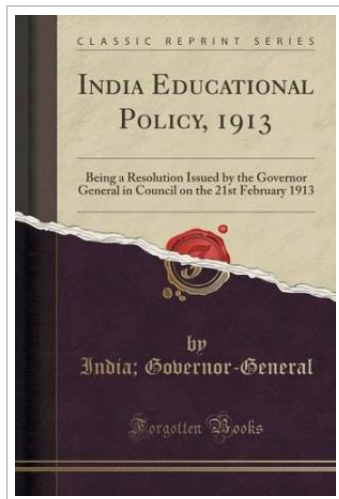 CLASSIC REPRINT SERIES
INDIA EDUCATIONAL
POLICY, 1913
Being a Resolution Issued by the Governor
General in Council on the 21st February 1913
by
India; Governor-General
Forgotten Books